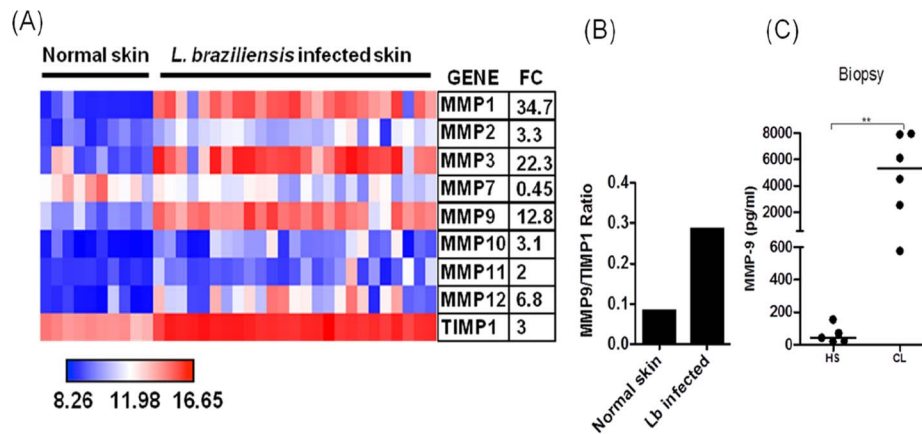 (A)
Normal skin L. braziliensis infected skin
GENE FC
MMP1 34.7
MMP2 3.3
MMP3 22.3
MMP7 0.45
MMP9 12.8
MMP10 3.1
MMP11 2
MMP12 6.8
TIMP1 3
8.26 11.98 16.65
(B)
MMP9/TIMP1 Ratio
0.4
0.3
0.2
0.1
0.0
Normal skin
Lb infected
(C)
Biopsy
**
MMP-9 (pg/ml)
8000
6000
4000
2000
600
400
200
0
HS CL